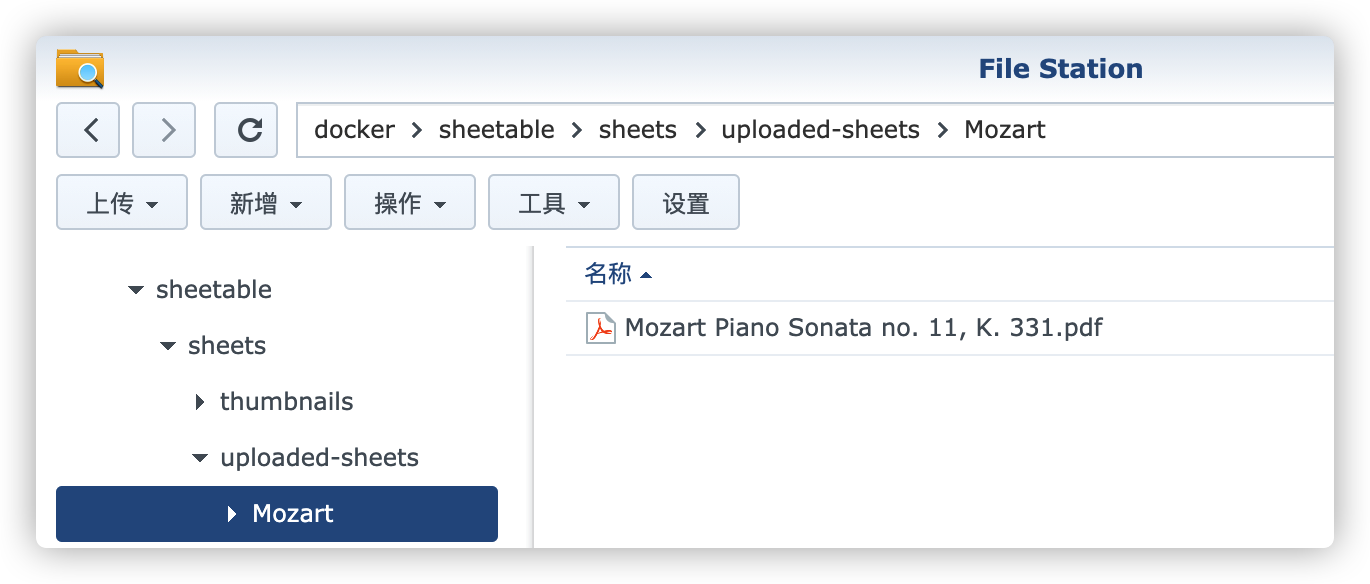 File Station
docker > sheetable > sheets > uploaded-sheets > Mozart
上传 新增 操作 工具 设置
sheetable
sheets
thumbnails
uploaded-sheets
Mozart
名称
Mozart Piano Sonata no. 11, K. 331.pdf